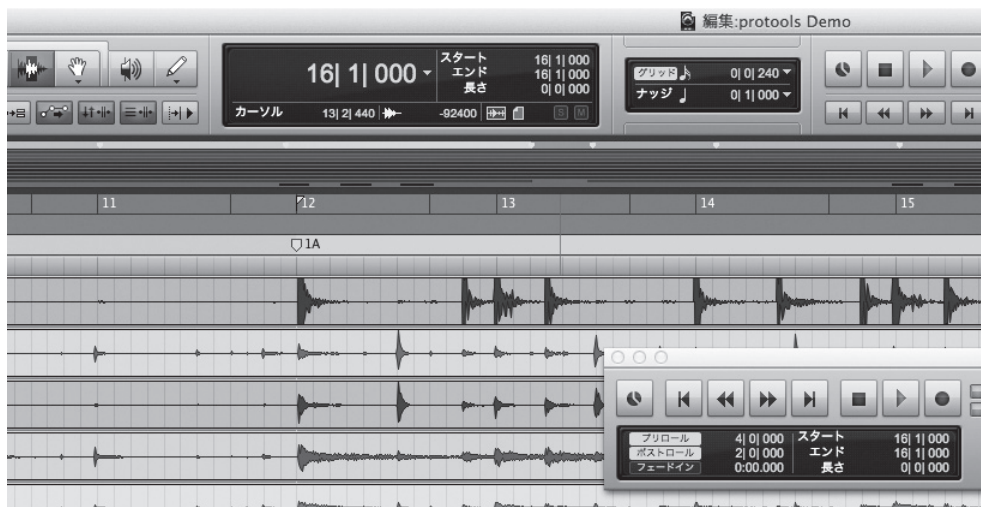 編集:protools Demo
16| 1| 000
スタート 16| 1| 000
エンド 16| 1| 000
長さ 0| 0| 000
カーソル 13| 2| 440 -92400 S M
グリッド 0| 0| 240
ナッジ 0| 1| 000
11 12 13 14 15
1A
プリロール 4| 0| 000 スタート 16| 1| 000
ポストロール 2| 0| 000 エンド 16| 1| 000
フェードイン 0:00.000 長さ 0| 0| 000